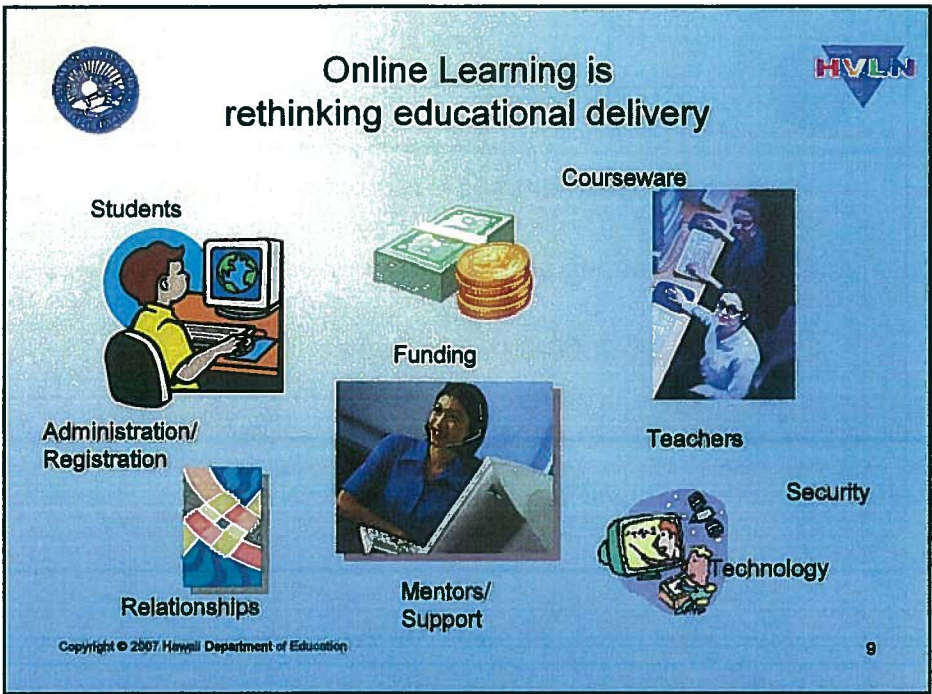 Online Learning is
rethinking educational delivery
HVLN
Courseware
Students
Funding
Administration/
Registration
Teachers
Security
Technology
Mentors/
Support
Relationships
Copyright © 2007 Hawaii Department of Education
9